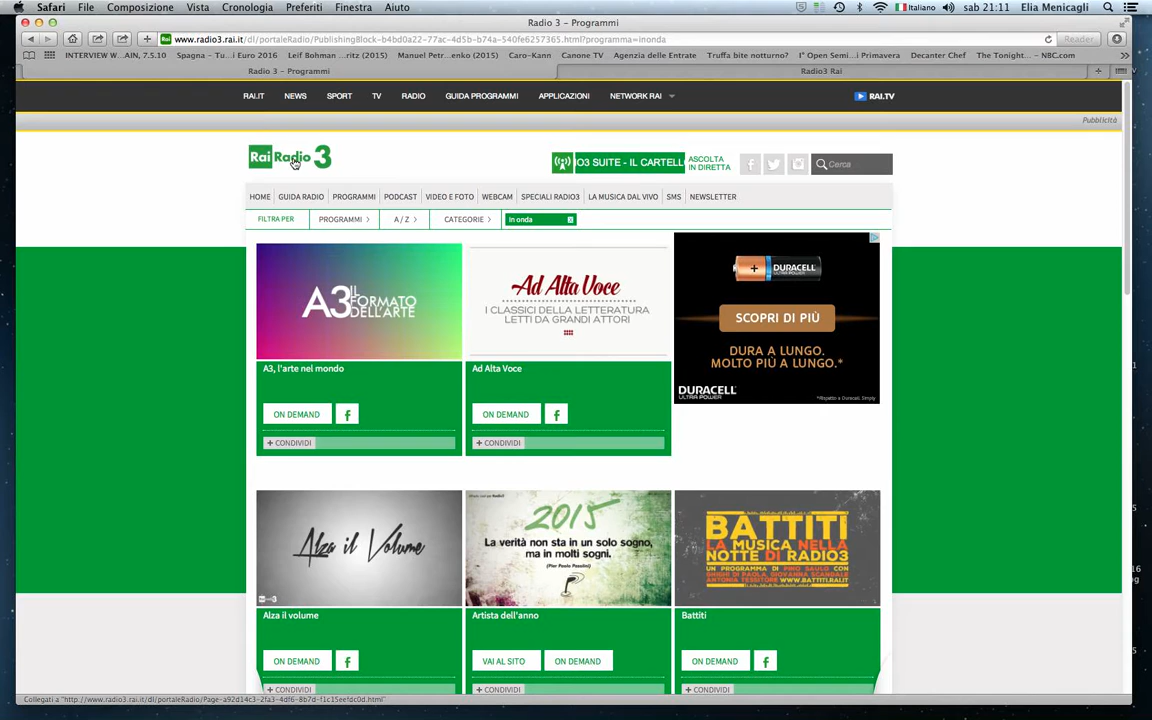 Safari File Composizione Vista Cronologia Preferiti Finestra Aiuto Italiano sab 21:11 Elia Menicagli
Radio 3 – Programmi
www.radio3.rai.it/dl/portaleRadio/PublishingBlock-b4bd0a22-77ac-4d5b-b74a-540fe6257365.html?programma=inonda Reader
INTERVIEW W...AIN, 7.5.10 Spagna – Tu...i Euro 2016 Leif Bohman ...ritz (2015) Manuel Petr...enko (2015) Caro-Kann Canone TV Agenzia delle Entrate Truffa bite notturno? I° Open Semi...i Primavera Decanter Chef The Tonight... – NBC.com
Radio 3 – Programmi Radio3 Rai
RAI.IT NEWS SPORT TV RADIO GUIDA PROGRAMMI APPLICAZIONI NETWORK RAI RAI.TV
Pubblicità
Rai Radio 3
IO3 SUITE - IL CARTELL
ASCOLTA
IN DIRETTA
Cerca
HOME GUIDA RADIO PROGRAMMI PODCAST VIDEO E FOTO WEBCAM SPECIALI RADIO3 LA MUSICA DAL VIVO SMS NEWSLETTER
FILTRA PER PROGRAMMI A / Z CATEGORIE In onda x
A3 IL FORMATO DELL'ARTE
Ad Alta Voce
I CLASSICI DELLA LETTERATURA
LETTI DA GRANDI ATTORI
DURACELL
SCOPRI DI PIÙ
DURA A LUNGO.
MOLTO PIÙ A LUNGO.*
DURACELL
A3, l'arte nel mondo
ON DEMAND f
+ CONDIVIDI
Ad Alta Voce
ON DEMAND f
+ CONDIVIDI
Alza il Volume
2015
La verità non sta in un solo sogno,
ma in molti sogni.
(Pier Paolo Pasolini)
BATTITI
LA MUSICA NELLA
NOTTE DI RADIO3
UN PROGRAMMA DI PINO SAULO CON
ANTONIA TESSITORE WWW.BATTITI.RAI.IT
Alza il volume
ON DEMAND f
+ CONDIVIDI
Artista dell'anno
VAI AL SITO ON DEMAND
+ CONDIVIDI
Battiti
ON DEMAND f
+ CONDIVIDI
Collegati a "http://www.radio3.rai.it/dl/portaleRadio/Page-a92d14c3-2fa3-4df6-8b7d-f1c15eefdc0d.html"